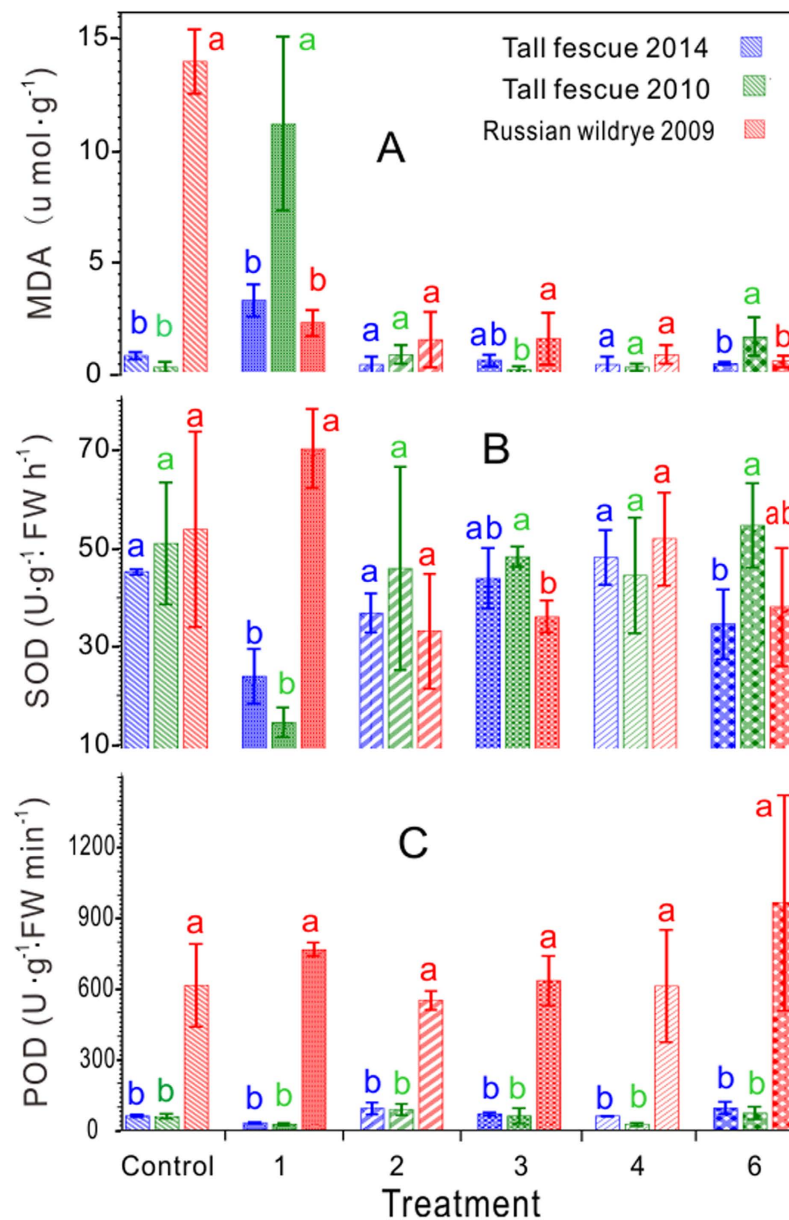 15
10
5
0
MDA (u mol·g⁻¹)
A
Tall fescue 2014
Tall fescue 2010
Russian wildrye 2009
b b a
b a b
a a a
ab b a
a a a
b a b
70
50
30
10
SOD (U·g⁻¹ FW h⁻¹)
B
a a a
b b a
a a a
ab a b
a a a
b a ab
1200
900
600
300
0
POD (U·g⁻¹·FW min⁻¹)
C
b b a
b b a
b b a
b b a
b b a
b b a
Control 1 2 3 4 6
Treatment